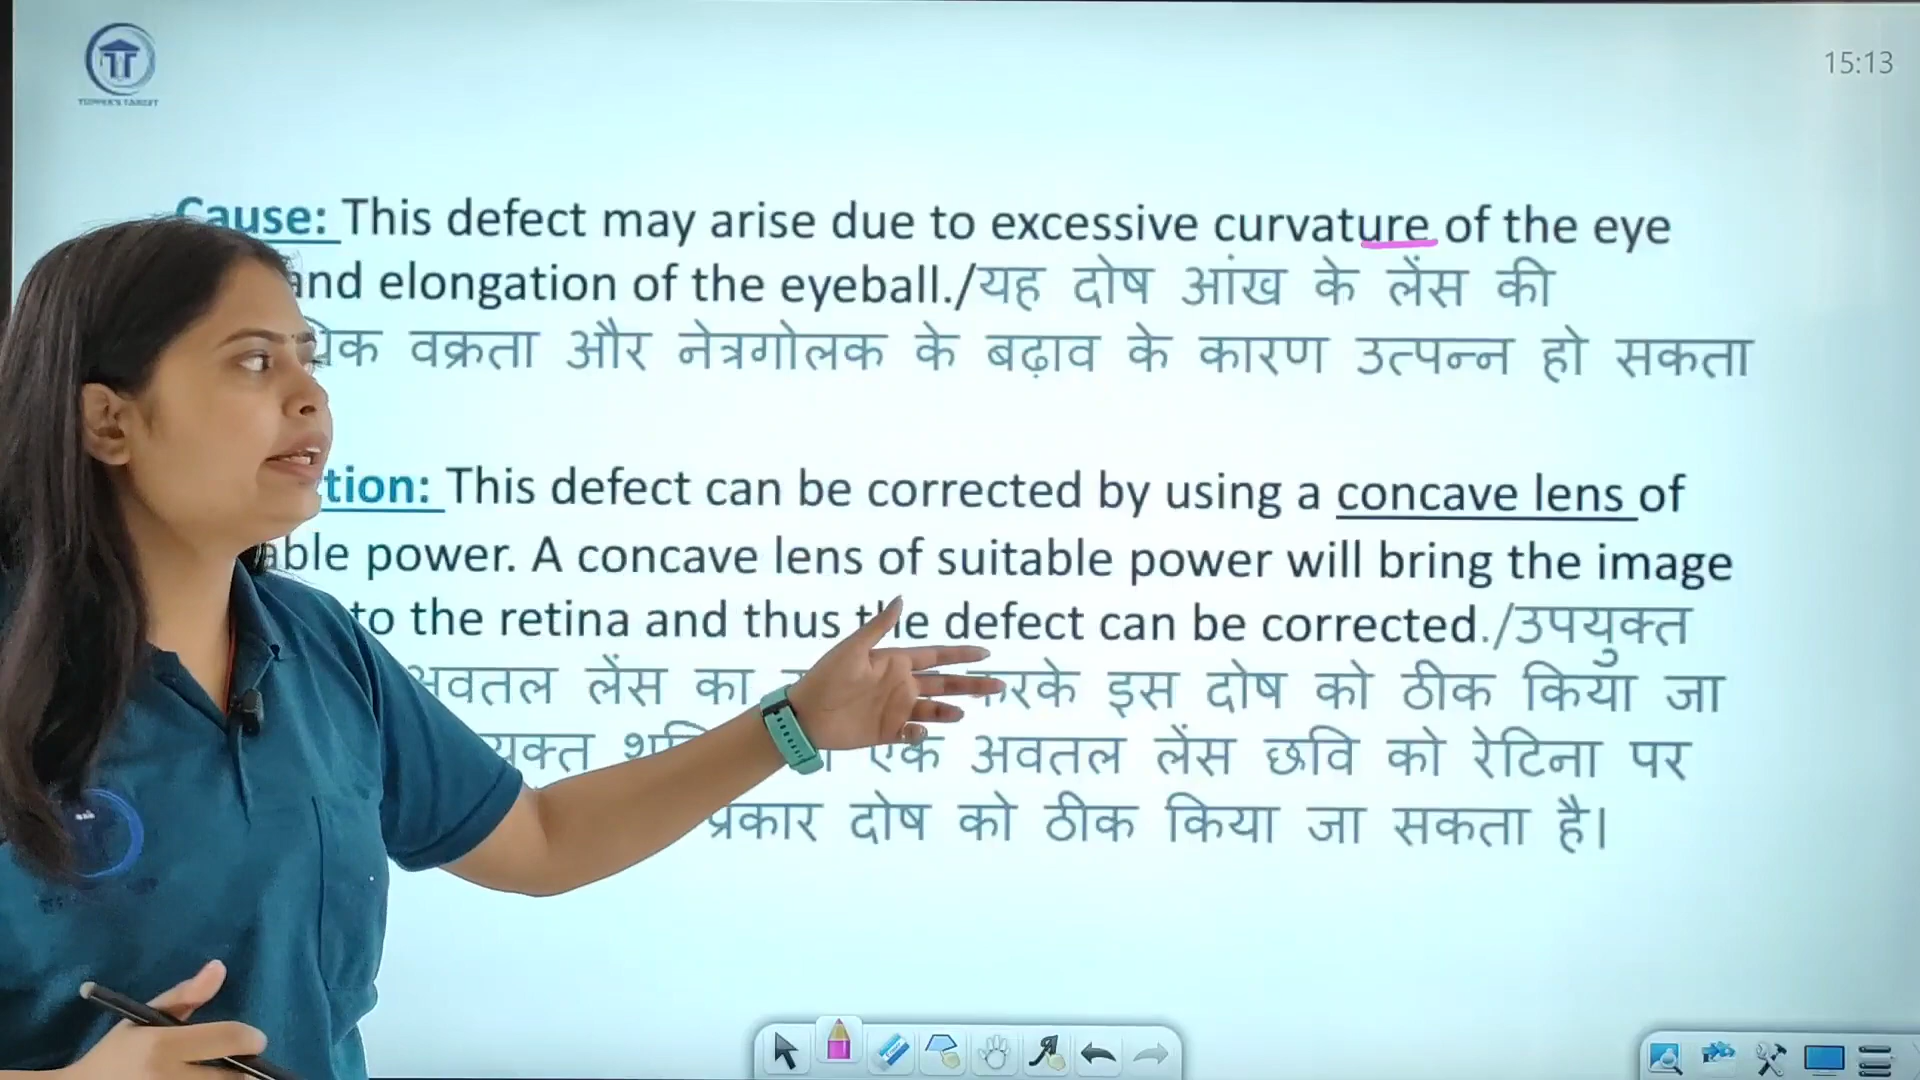 TOPPER'S TARGET
15:13
Cause: This defect may arise due to excessive curvature of the eye
and elongation of the eyeball./यह दोष आंख के लेंस की
वक्रता और नेत्रगोलक के बढ़ाव के कारण उत्पन्न हो सकता
This defect can be corrected by using a concave lens of
power. A concave lens of suitable power will bring the image
to the retina and thus the defect can be corrected./उपयुक्त
अवतल लेंस का करके इस दोष को ठीक किया जा
एक अवतल लेंस छवि को रेटिना पर
प्रकार दोष को ठीक किया जा सकता है।